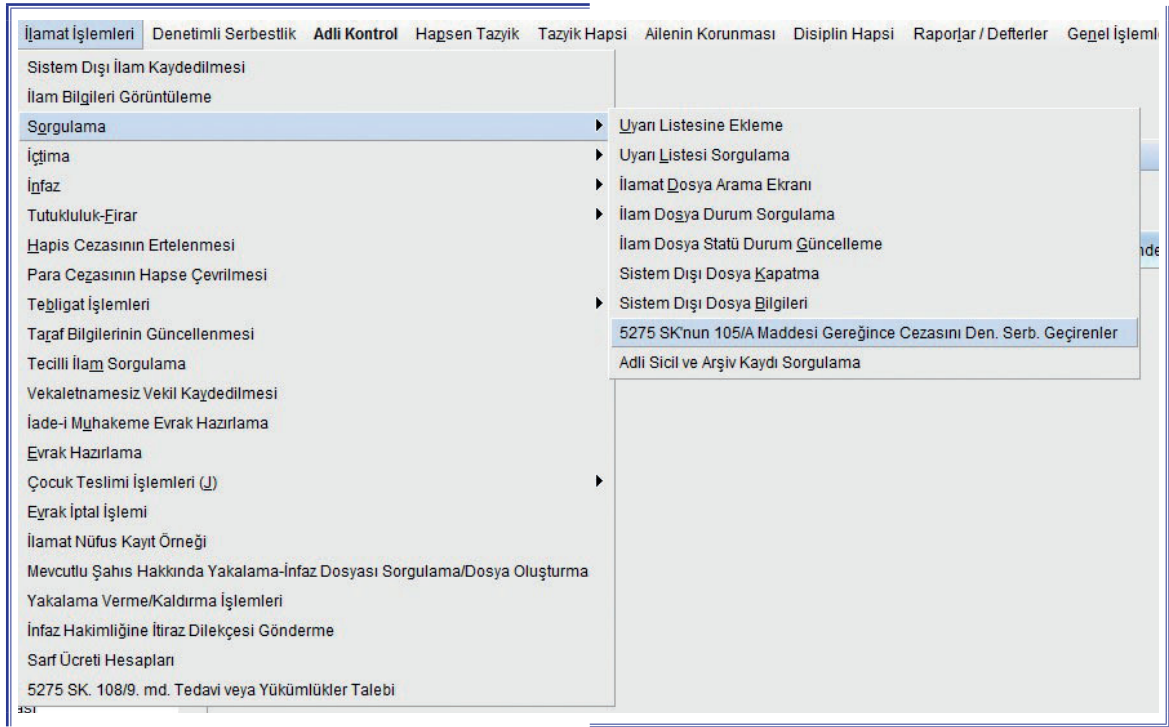 İlamat İşlemleri Denetimli Serbestlik Adli Kontrol Hapsen Tazyik Tazyik Hapsi Ailenin Korunması Disiplin Hapsi Raporlar / Defterler Genel İşleml
Sistem Dışı İlam Kaydedilmesi
İlam Bilgileri Görüntüleme
Sorgulama
İçtima
İnfaz
Tutukluluk-Firar
Hapis Cezasının Ertelenmesi
Para Cezasının Hapse Çevrilmesi
Tebligat İşlemleri
Taraf Bilgilerinin Güncellenmesi
Tecilli İlam Sorgulama
Vekaletnamesiz Vekil Kaydedilmesi
İade-i Muhakeme Evrak Hazırlama
Evrak Hazırlama
Çocuk Teslimi İşlemleri (J)
Evrak İptal İşlemi
İlamat Nüfus Kayıt Örneği
Mevcutlu Şahıs Hakkında Yakalama-İnfaz Dosyası Sorgulama/Dosya Oluşturma
Yakalama Verme/Kaldırma İşlemleri
İnfaz Hakimliğine İtiraz Dilekçesi Gönderme
Sarf Ücreti Hesapları
5275 SK. 108/9. md. Tedavi veya Yükümlükler Talebi
Uyarı Listesine Ekleme
Uyarı Listesi Sorgulama
İlamat Dosya Arama Ekranı
İlam Dosya Durum Sorgulama
İlam Dosya Statü Durum Güncelleme
Sistem Dışı Dosya Kapatma
Sistem Dışı Dosya Bilgileri
5275 SK'nun 105/A Maddesi Gereğince Cezasını Den. Serb. Geçirenler
Adli Sicil ve Arşiv Kaydı Sorgulama
nde